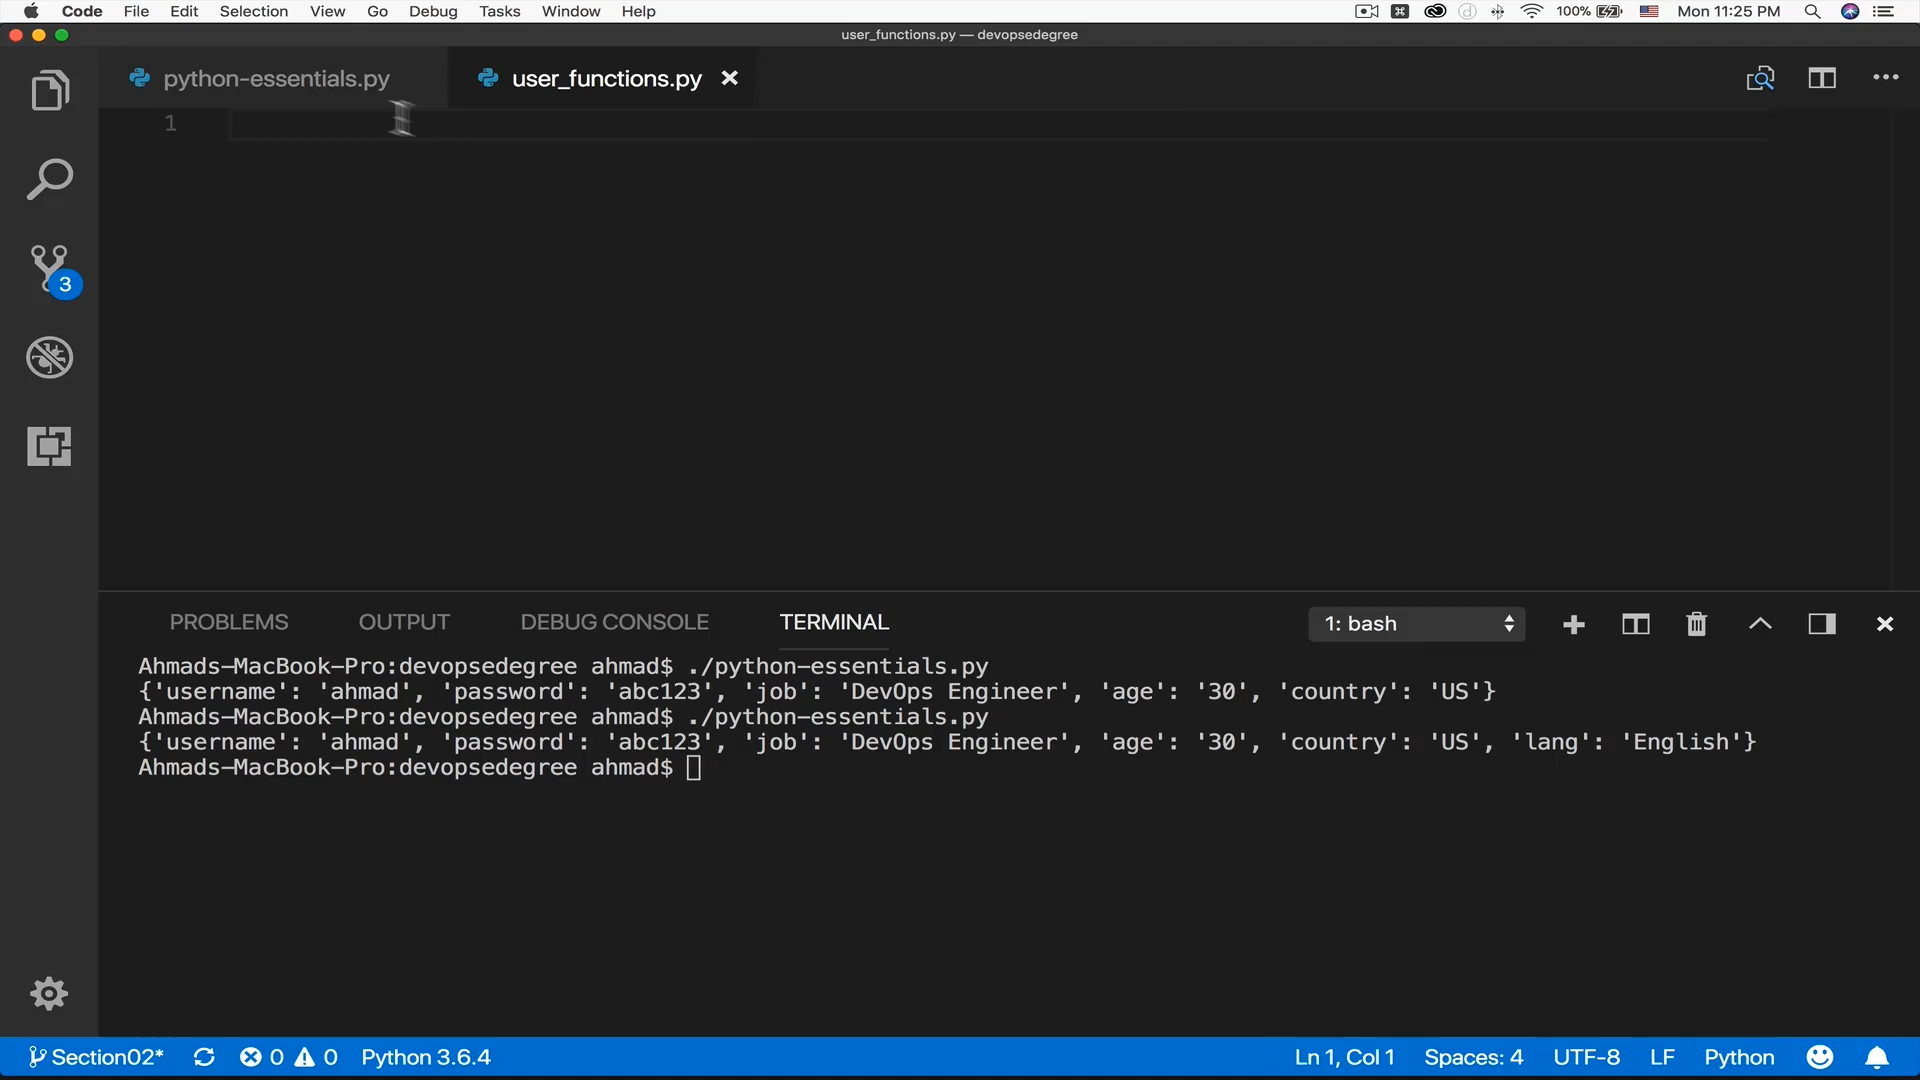 Code File Edit Selection View Go Debug Tasks Window Help 100% Mon 11:25 PM
user_functions.py — devopsedegree
python-essentials.py user_functions.py
1
3
PROBLEMS OUTPUT DEBUG CONSOLE TERMINAL 1: bash
Ahmads-MacBook-Pro:devopsedegree ahmad$ ./python-essentials.py
{'username': 'ahmad', 'password': 'abc123', 'job': 'DevOps Engineer', 'age': '30', 'country': 'US'}
Ahmads-MacBook-Pro:devopsedegree ahmad$ ./python-essentials.py
{'username': 'ahmad', 'password': 'abc123', 'job': 'DevOps Engineer', 'age': '30', 'country': 'US', 'lang': 'English'}
Ahmads-MacBook-Pro:devopsedegree ahmad$
Section02* 0 0 Python 3.6.4 Ln 1, Col 1 Spaces: 4 UTF-8 LF Python